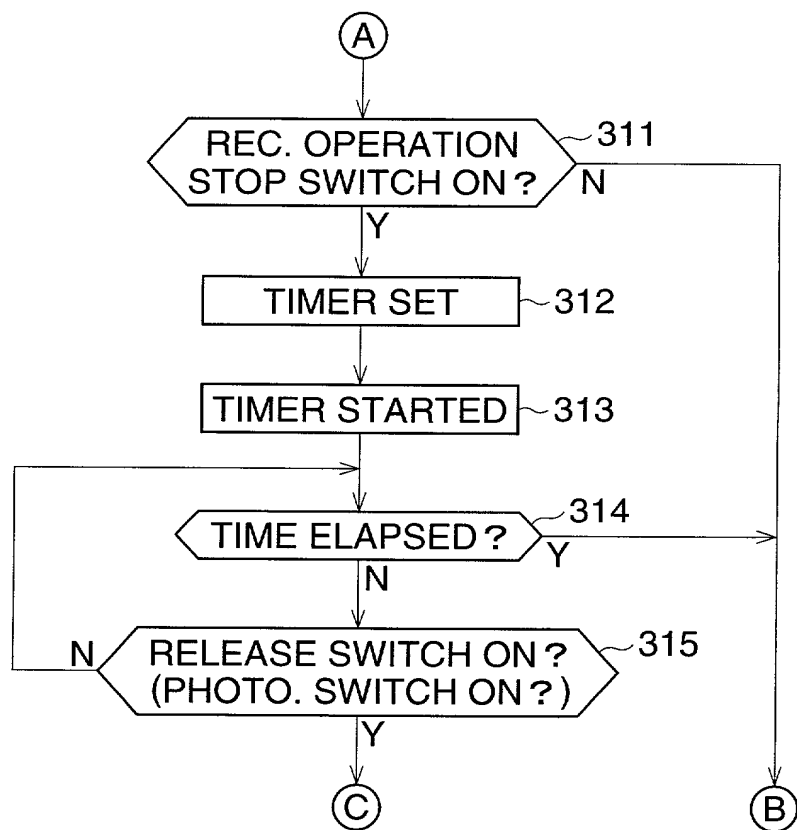 A
REC. OPERATION
STOP SWITCH ON?
311
N
Y
TIMER SET
312
TIMER STARTED
313
TIME ELAPSED?
314
Y
N
RELEASE SWITCH ON?
(PHOTO. SWITCH ON?)
315
N
Y
C
B